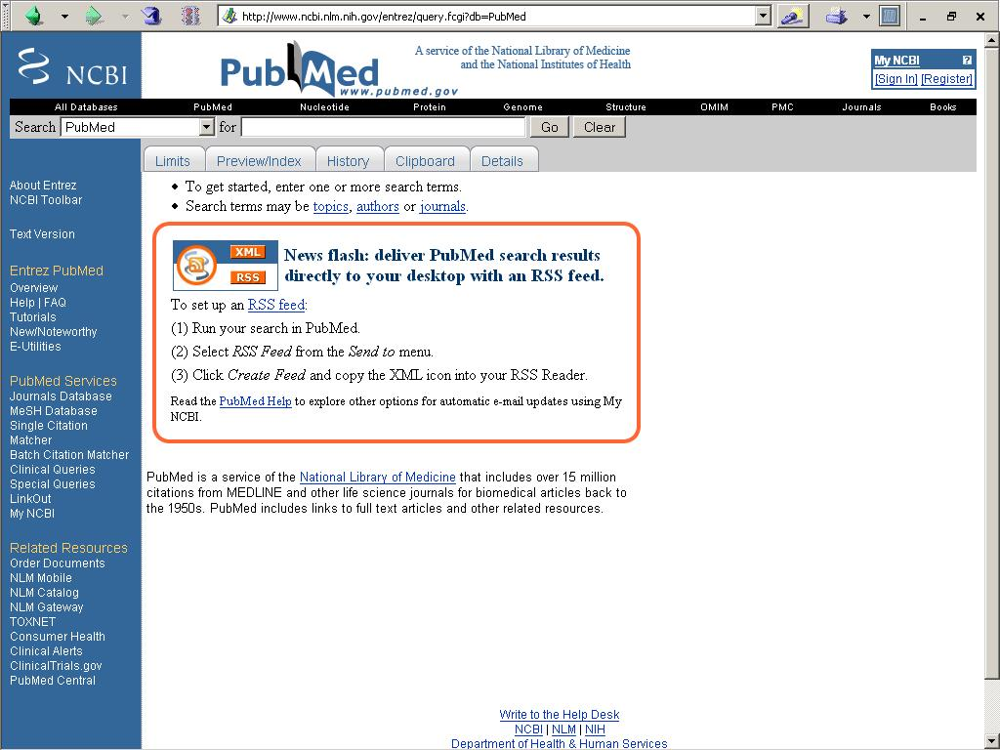 http://www.ncbi.nlm.nih.gov/entrez/query.fcgi?db=PubMed
NCBI
PubMed
www.pubmed.gov
A service of the National Library of Medicine
and the National Institutes of Health
My NCBI ?
[Sign In] [Register]
All Databases PubMed Nucleotide Protein Genome Structure OMIM PMC Journals Books
Search PubMed for Go Clear
Limits Preview/Index History Clipboard Details
About Entrez
NCBI Toolbar
Text Version
Entrez PubMed
Overview
Help | FAQ
Tutorials
New/Noteworthy
E-Utilities
PubMed Services
Journals Database
MeSH Database
Single Citation
Matcher
Batch Citation Matcher
Clinical Queries
Special Queries
LinkOut
My NCBI
Related Resources
Order Documents
NLM Mobile
NLM Catalog
NLM Gateway
TOXNET
Consumer Health
Clinical Alerts
ClinicalTrials.gov
PubMed Central
• To get started, enter one or more search terms.
• Search terms may be topics, authors or journals.
XML
RSS
News flash: deliver PubMed search results
directly to your desktop with an RSS feed.
To set up an RSS feed:
(1) Run your search in PubMed.
(2) Select RSS Feed from the Send to menu.
(3) Click Create Feed and copy the XML icon into your RSS Reader.
Read the PubMed Help to explore other options for automatic e-mail updates using My
NCBI.
PubMed is a service of the National Library of Medicine that includes over 15 million
citations from MEDLINE and other life science journals for biomedical articles back to
the 1950s. PubMed includes links to full text articles and other related resources.
Write to the Help Desk
NCBI | NLM | NIH
Department of Health & Human Services